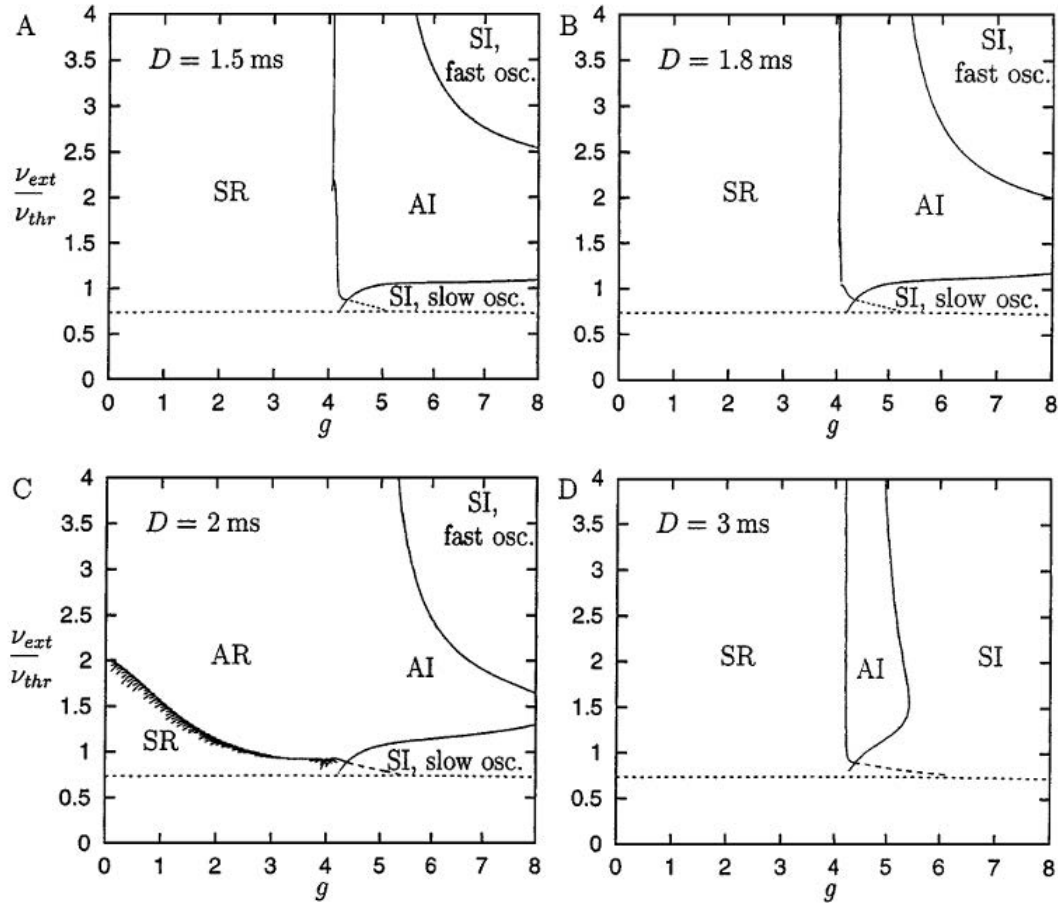 A
D = 1.5 ms
SI,
fast osc.
SR
AI
SI, slow osc.
ν_ext
ν_thr
4
3.5
3
2.5
2
1.5
1
0.5
0
0 1 2 3 4 5 6 7 8
g
B
D = 1.8 ms
SI,
fast osc.
SR
AI
SI, slow osc.
4
3.5
3
2.5
2
1.5
1
0.5
0
0 1 2 3 4 5 6 7 8
g
C
D = 2 ms
SI,
fast osc.
AR
AI
SR
SI, slow osc.
ν_ext
ν_thr
4
3.5
3
2.5
2
1.5
1
0.5
0
0 1 2 3 4 5 6 7 8
g
D
D = 3 ms
SR
AI
SI
4
3.5
3
2.5
2
1.5
1
0.5
0
0 1 2 3 4 5 6 7 8
g